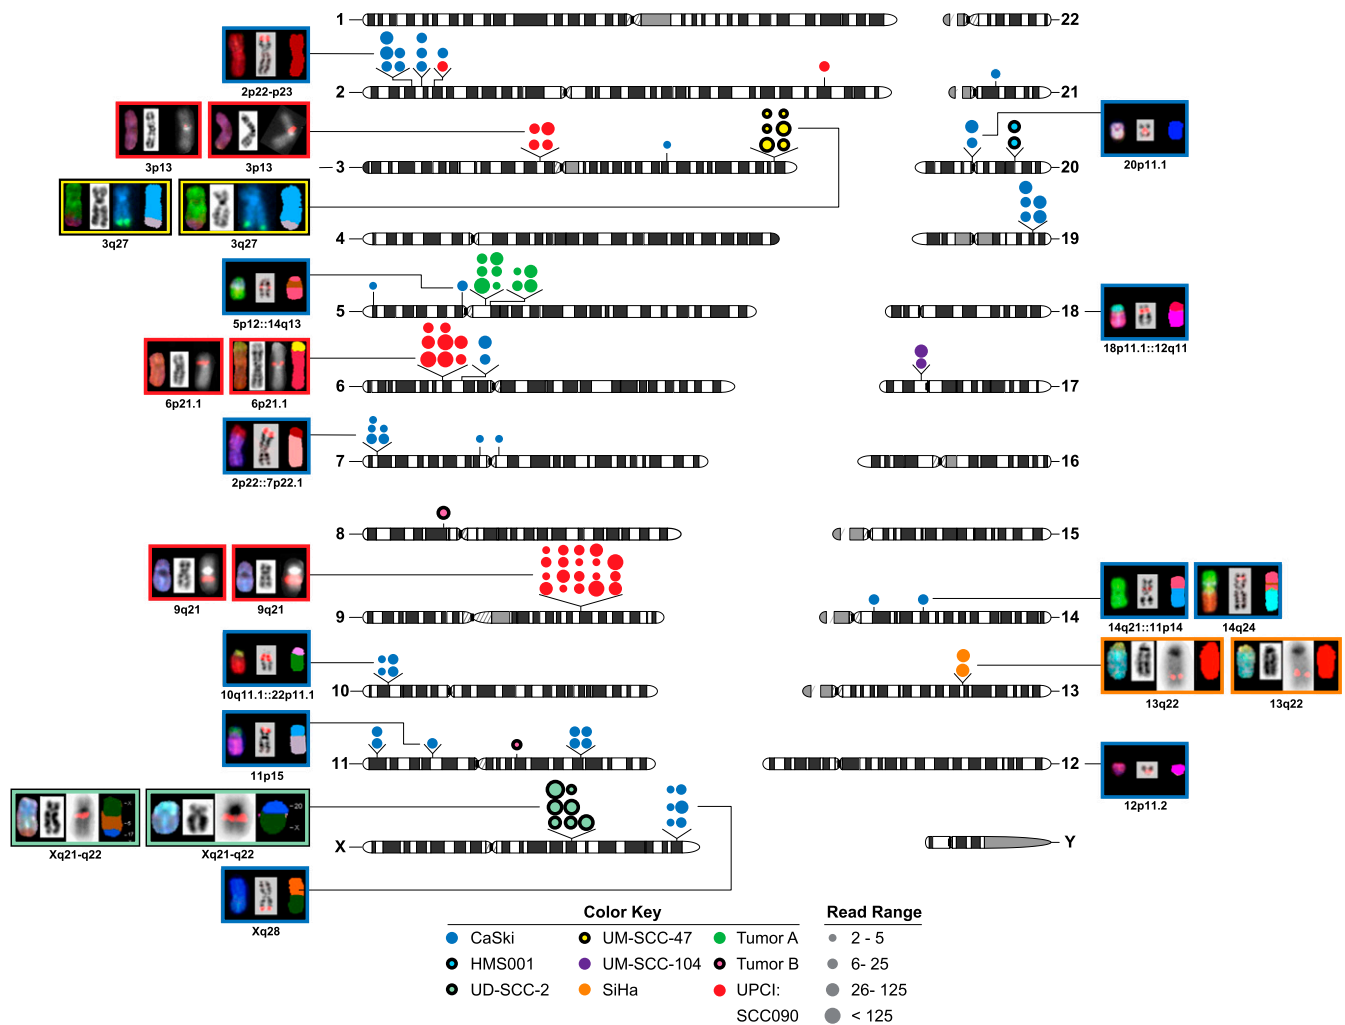 1
22
2p22-p23
2
21
3p13
3p13
3
20
20p11.1
3q27
3q27
4
19
5p12::14q13
5
18
18p11.1::12q11
6p21.1
6p21.1
6
17
2p22::7p22.1
7
16
8
15
9q21
9q21
9
14
14q21::11p14
14q24
10q11.1::22p11.1
10
13
13q22
13q22
11p15
11
12
12p11.2
-X
-5
-17
-20
-X
Xq21-q22
Xq21-q22
X
Y
Xq28
Color Key
Read Range
CaSki
UM-SCC-47
Tumor A
2 - 5
HMS001
UM-SCC-104
Tumor B
6- 25
UD-SCC-2
SiHa
UPCI:
26- 125
SCC090
< 125